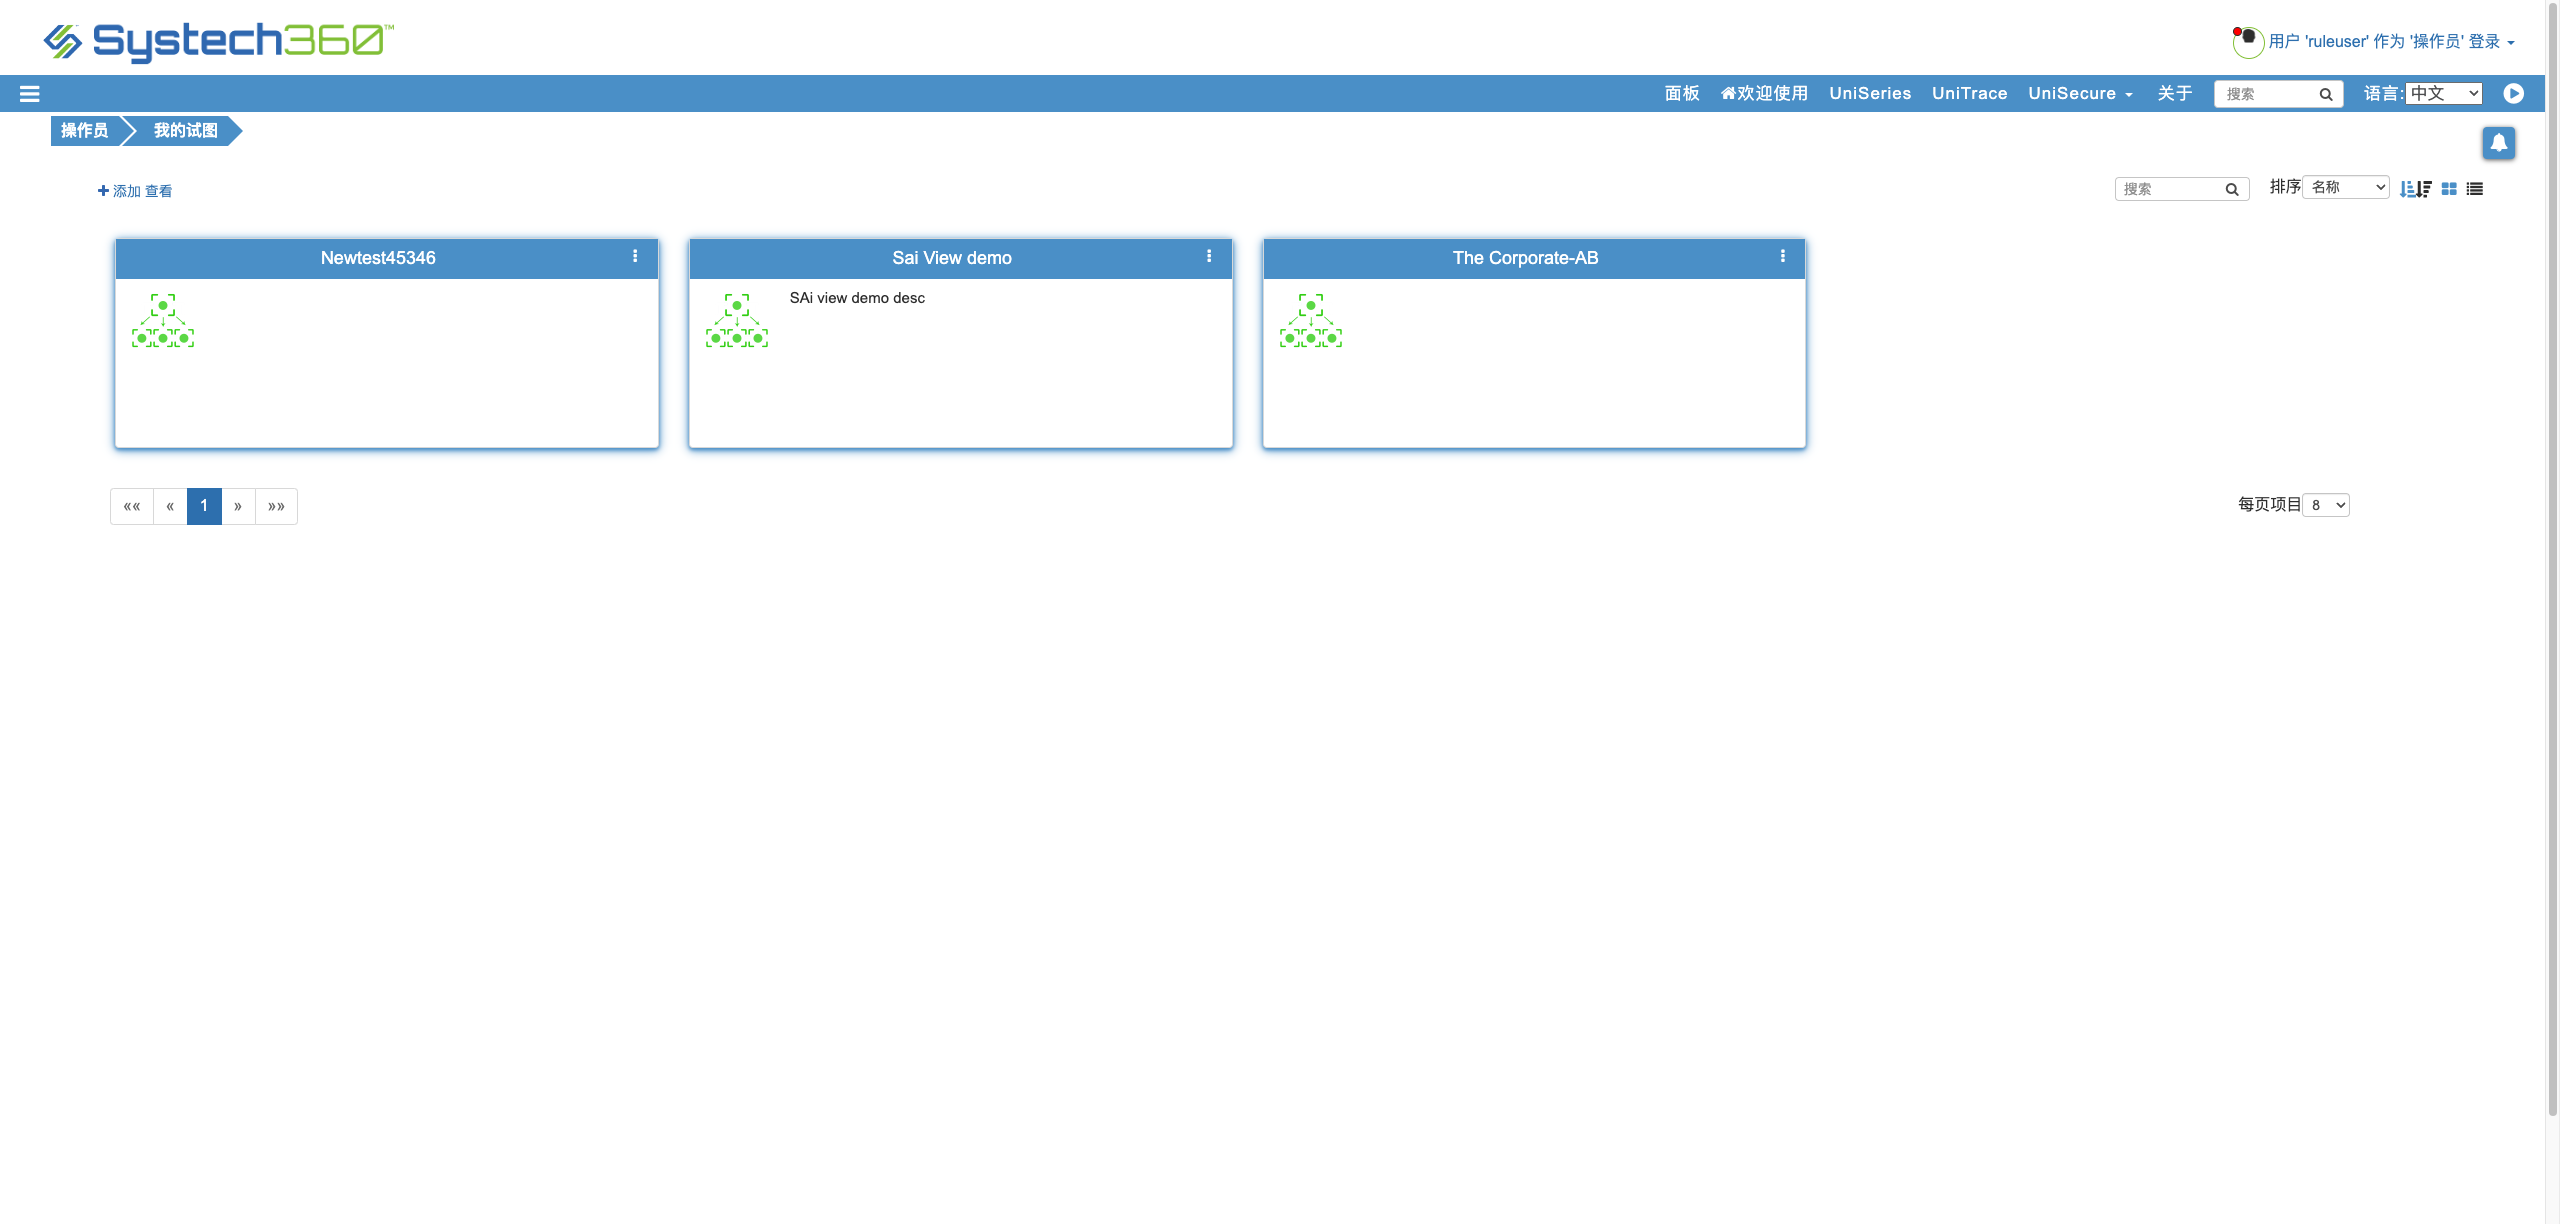 Systech360™
用户 'ruleuser' 作为 '操作员' 登录
面板 欢迎使用 UniSeries UniTrace UniSecure 关于 搜索 语言: 中文
操作员 我的试图
添加 查看
搜索 排序 名称
Newtest45346
Sai View demo
SAi view demo desc
The Corporate-AB
«« « 1 » »»
每页项目 8